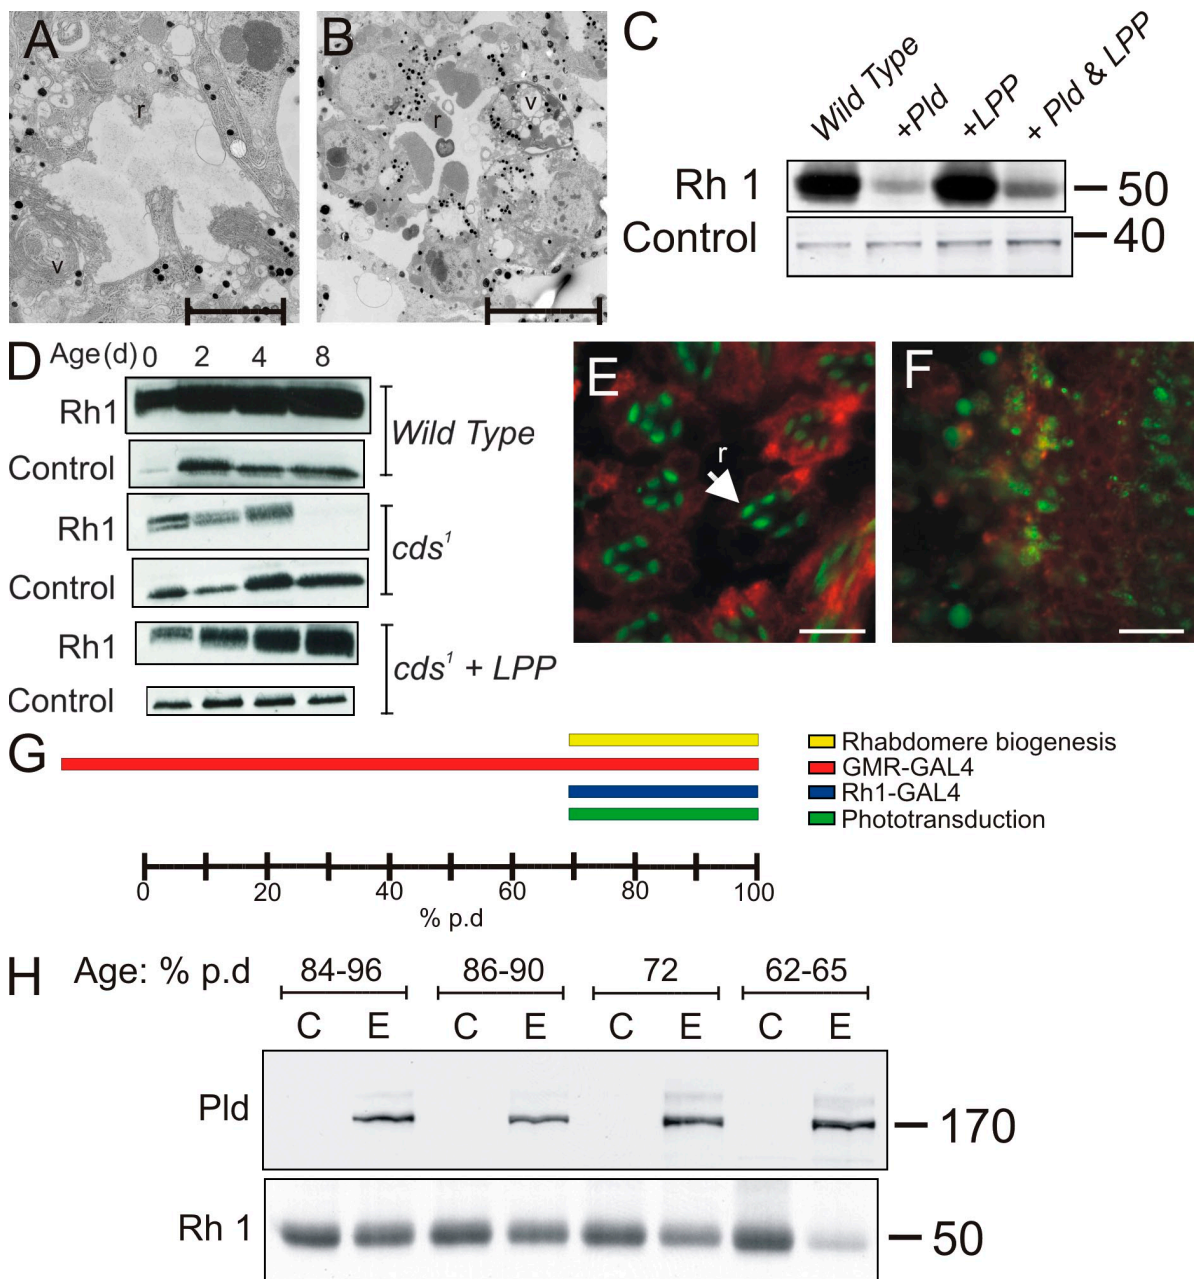 A
r
v
B
r
v
C
Wild Type
+Pld
+LPP
+ Pld & LPP
Rh 1
50
Control
40
D
Age(d) 0 2 4 8
Rh1
Control
Wild Type
Rh1
Control
cds¹
Rh1
Control
cds¹ + LPP
E
r
F
G
Rhabdomere biogenesis
GMR-GAL4
Rh1-GAL4
Phototransduction
0 20 40 60 80 100
% p.d
H
Age: % p.d 84-96 86-90 72 62-65
C E C E C E C E
Pld
170
Rh 1
50